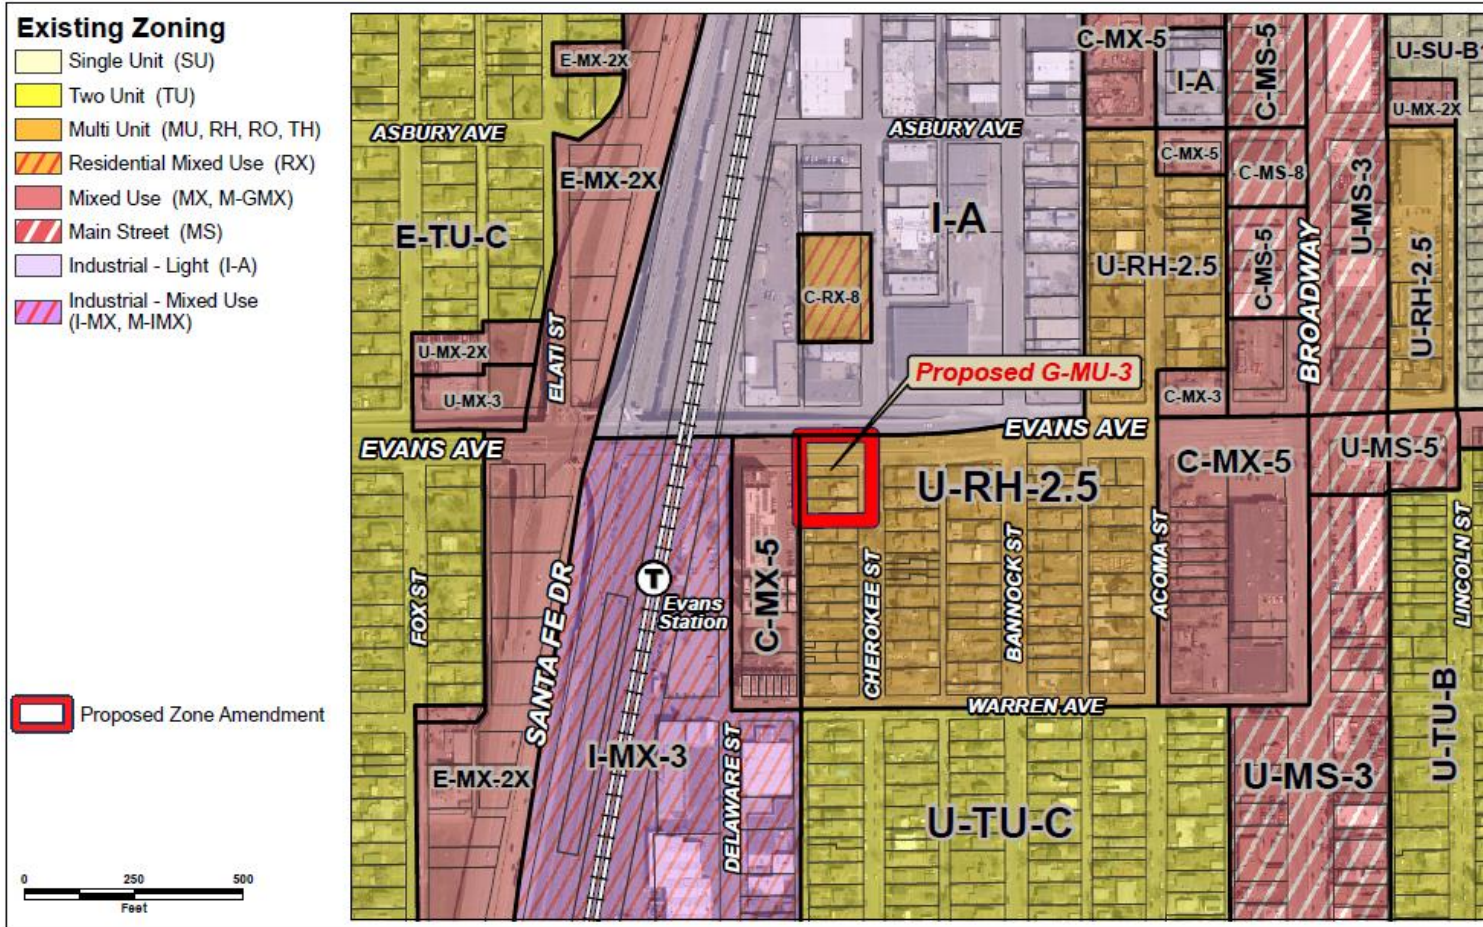 Existing Zoning
Single Unit (SU)
Two Unit (TU)
Multi Unit (MU, RH, RO, TH)
Residential Mixed Use (RX)
Mixed Use (MX, M-GMX)
Main Street (MS)
Industrial - Light (I-A)
Industrial - Mixed Use
(I-MX, M-IMX)
Proposed Zone Amendment
0 250 500
Feet
E-MX-2X
C-MX-5
I-A
C-MS-5
U-SU-B
U-MX-2X
ASBURY AVE
ASBURY AVE
E-MX-2X
C-MX-5
C-MS-8
U-MS-3
E-TU-C
I-A
U-RH-2.5
C-MS-5
BROADWAY
U-RH-2.5
C-RX-8
ELATI ST
U-MX-2X
U-MX-3
Proposed G-MU-3
C-MX-3
EVANS AVE
EVANS AVE
U-MS-5
C-MX-5
U-RH-2.5
C-MX-5
FOX ST
SANTA FE DR
T
Evans
Station
CHEROKEE ST
BANNOCK ST
ACOMA ST
LINCOLN ST
WARREN AVE
I-MX-3
DELAWARE ST
E-MX-2X
U-TU-C
U-MS-3
U-TU-B